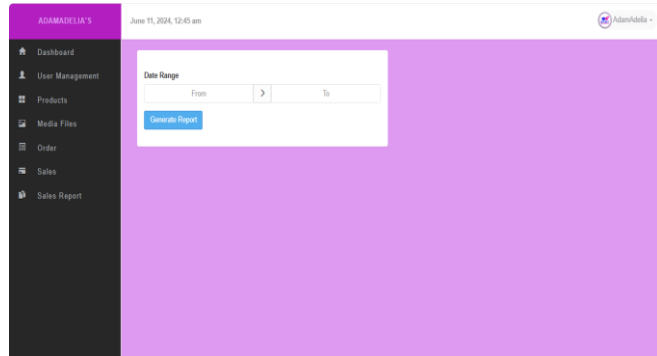 ADAMADELIA'S
June 11, 2024, 12:45 am
AdamAdelia
Dashboard
User Management
Products
Media Files
Order
Sales
Sales Report
Date Range
From
To
Generate Report